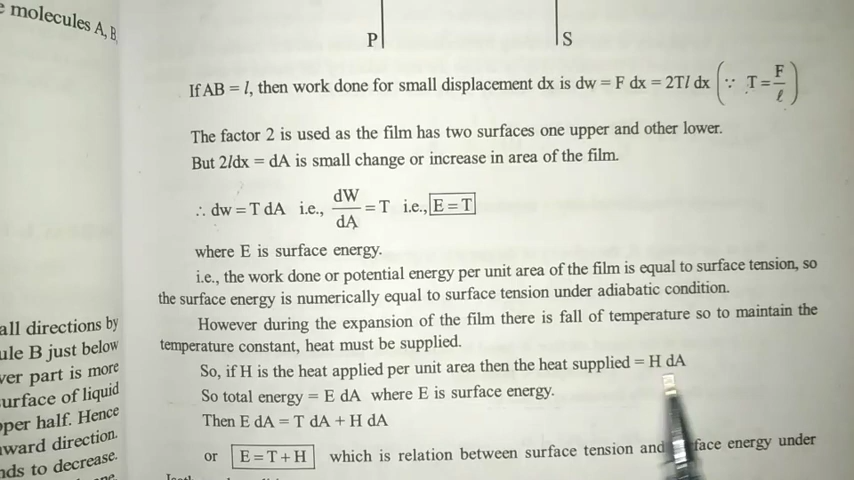 e molecules A, B
P S
If AB = l, then work done for small displacement dx is dw = F dx = 2Tl dx (∵ T = F/ℓ)
The factor 2 is used as the film has two surfaces one upper and other lower.
But 2ldx = dA is small change or increase in area of the film.
∴ dw = T dA i.e., dW/dA = T i.e., E = T
where E is surface energy.
i.e., the work done or potential energy per unit area of the film is equal to surface tension, so
the surface energy is numerically equal to surface tension under adiabatic condition.
However during the expansion of the film there is fall of temperature so to maintain the
temperature constant, heat must be supplied.
So, if H is the heat applied per unit area then the heat supplied = H dA
So total energy = E dA where E is surface energy.
Then E dA = T dA + H dA
or E = T + H which is relation between surface tension and face energy under
all directions by
ule B just below
er part is more
urface of liquid
per half. Hence
ward direction.
nds to decrease.